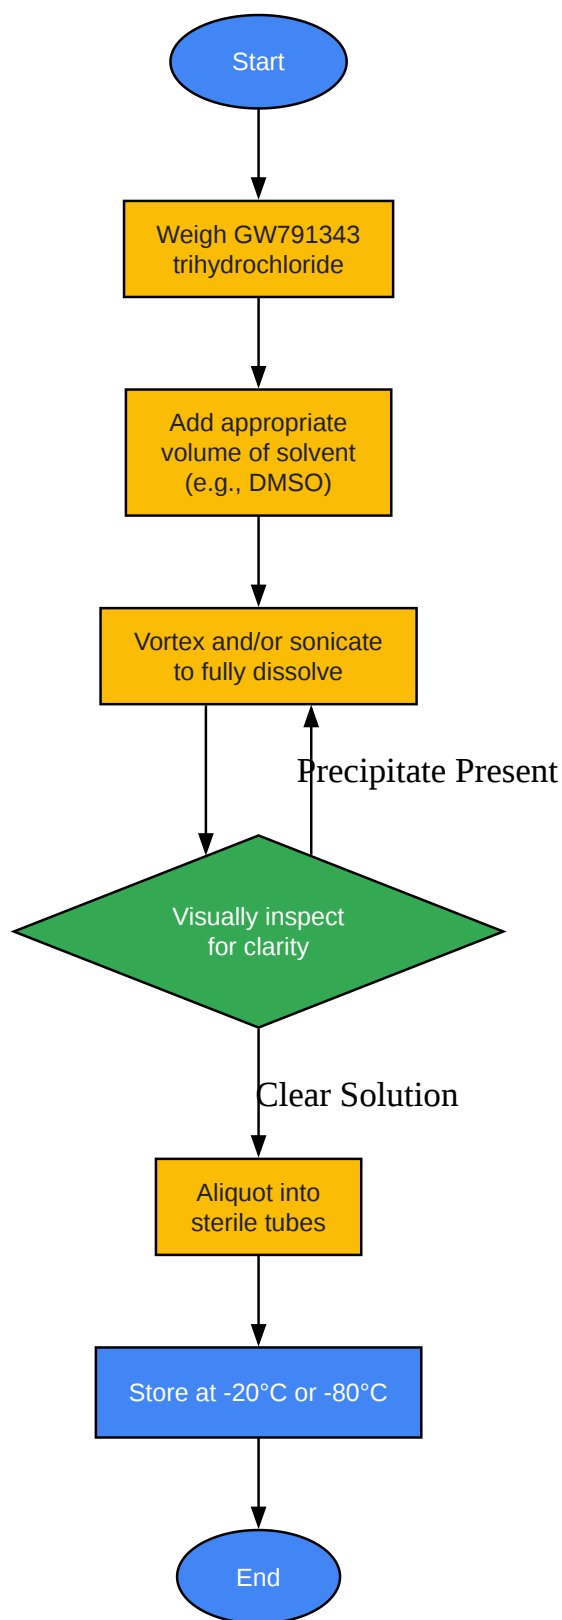 Start
Weigh GW791343
trihydrochloride
Add appropriate
volume of solvent
(e.g., DMSO)
Vortex and/or sonicate
to fully dissolve
Precipitate Present
Visually inspect
for clarity
Clear Solution
Aliquot into
sterile tubes
Store at -20°C or -80°C
End